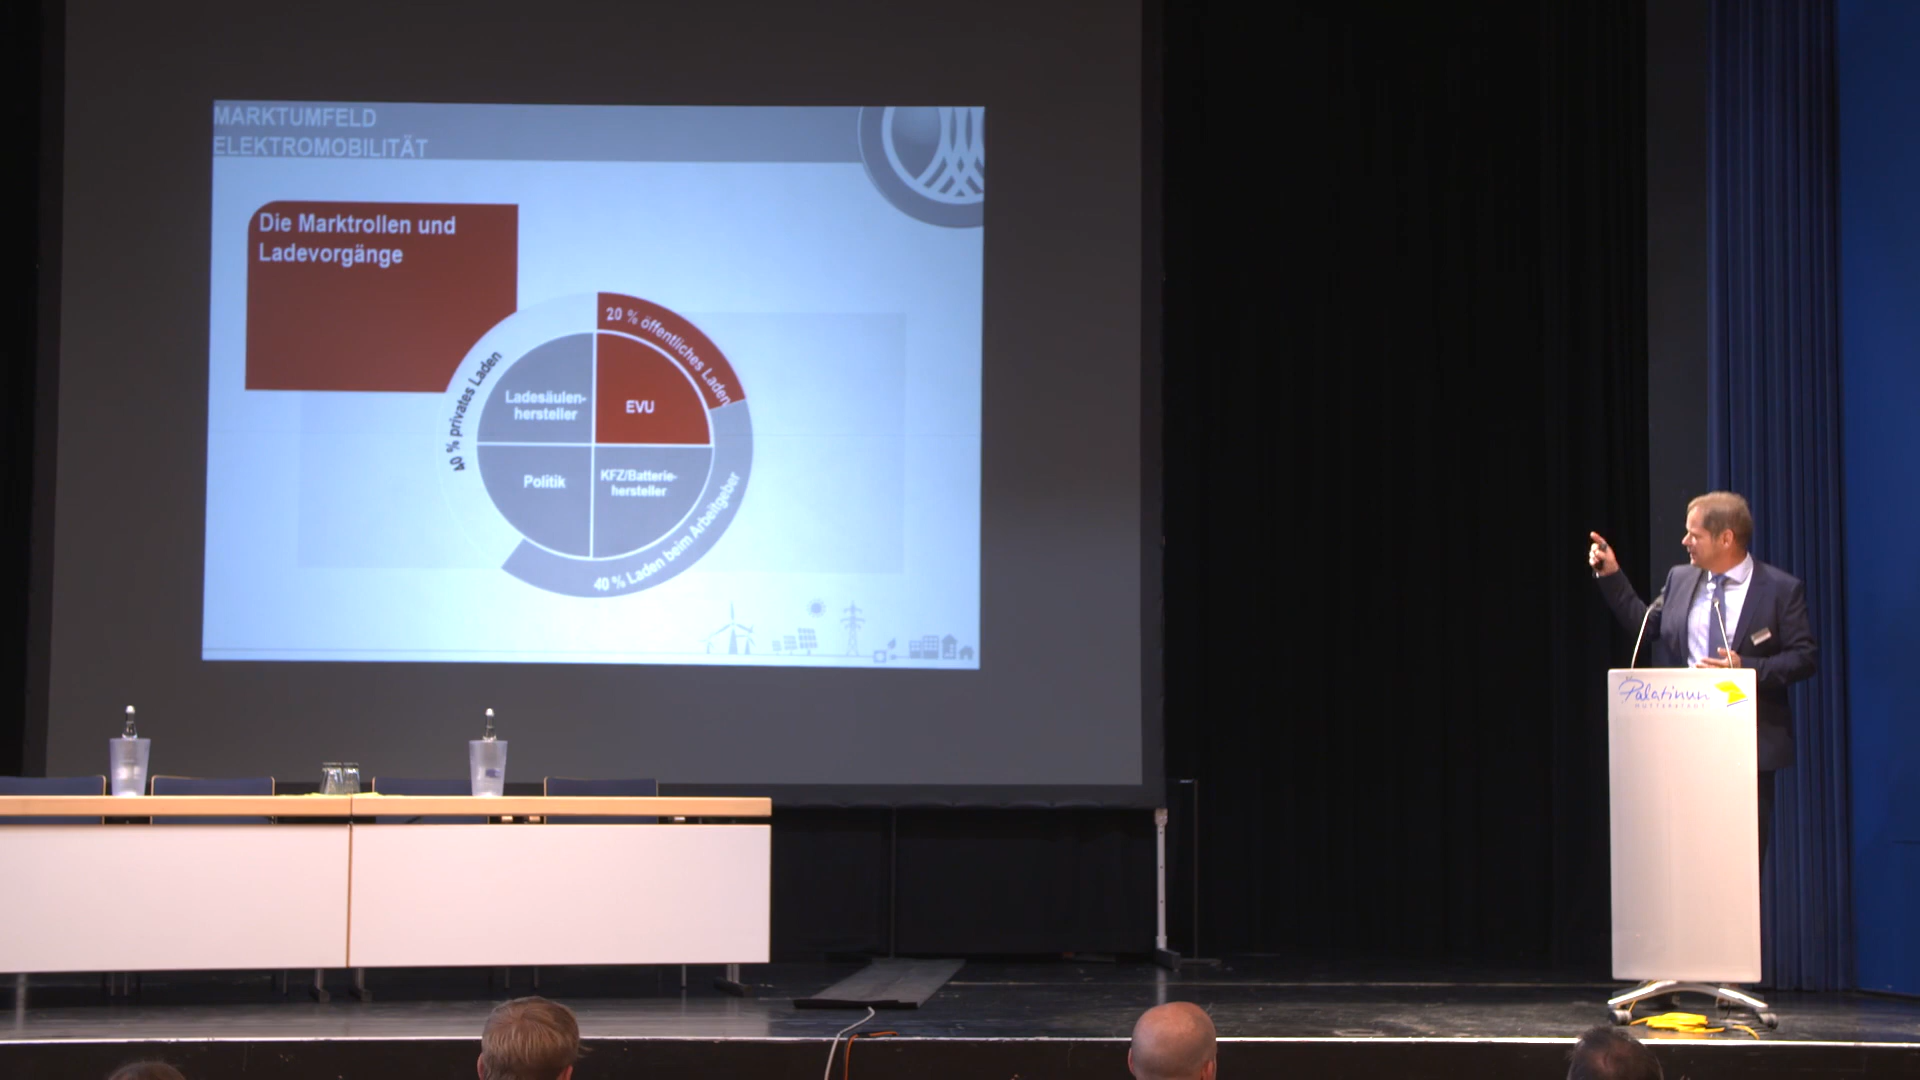 MARKTUMFELD
ELEKTROMOBILITÄT
Die Marktrollen und
Ladevorgänge
20 % öffentliches Laden
40 % privates Laden
Ladesäulen-
hersteller
EVU
Politik
KFZ/Batterie-
hersteller
40 % Laden beim Arbeitgeber
Palatinum
MUTTERSTADT